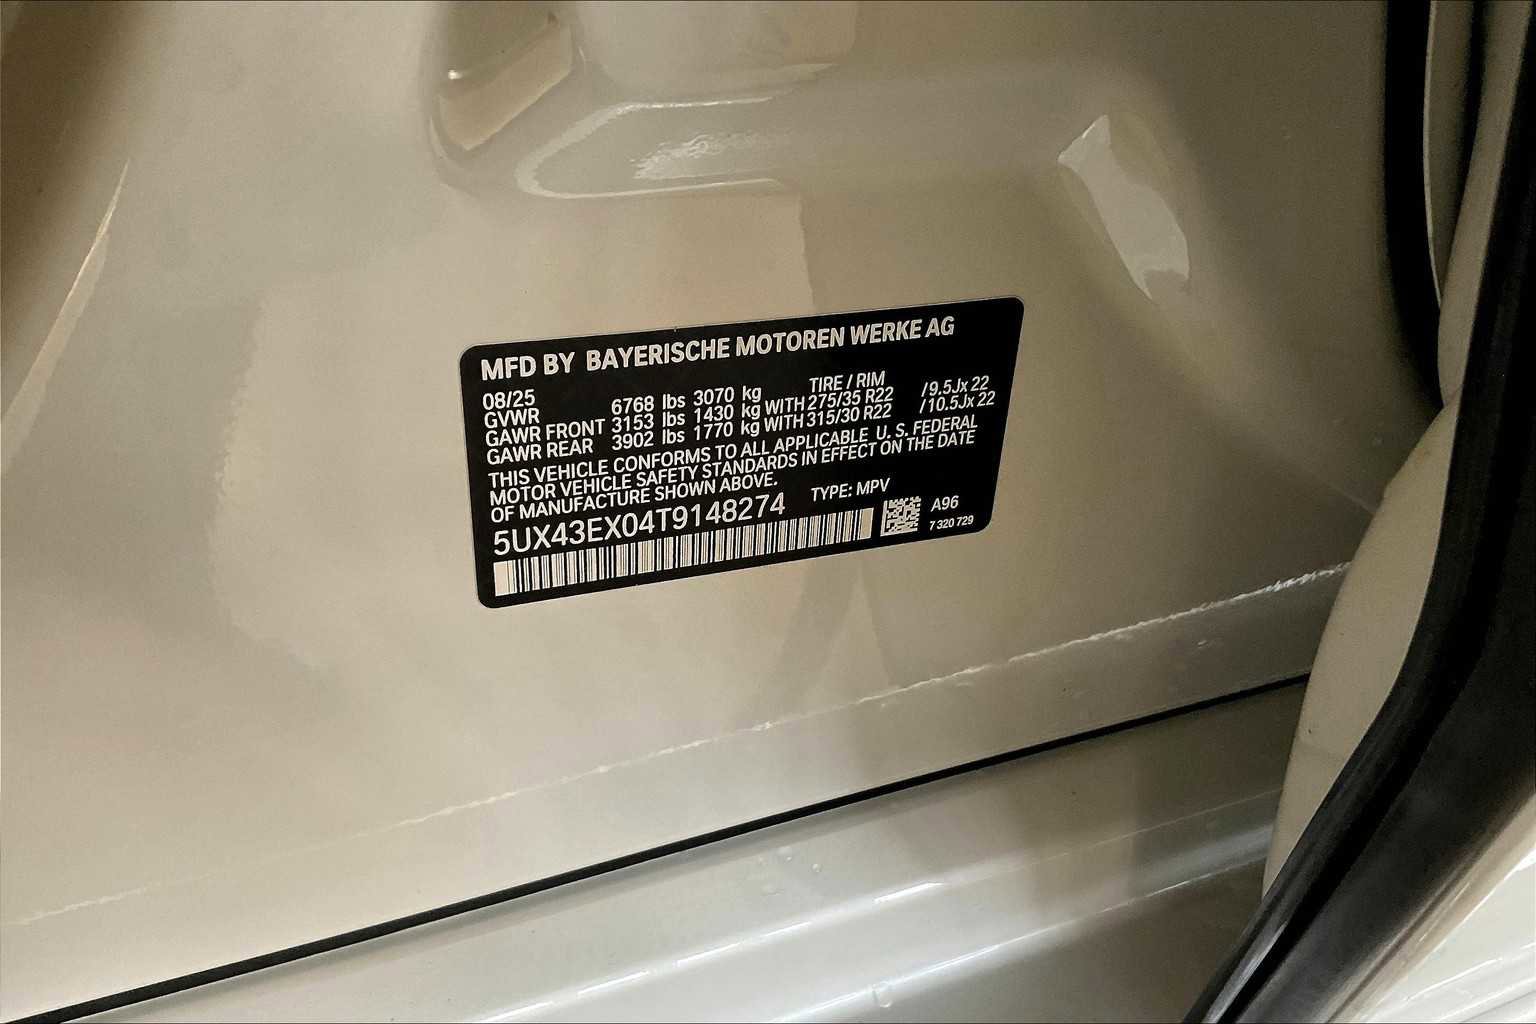 MFD BY BAYERISCHE MOTOREN WERKE AG
08/25 TIRE / RIM
GVWR 6768 lbs 3070 kg
GAWR FRONT 3153 lbs 1430 kg WITH 275/35 R22 /9.5Jx 22
GAWR REAR 3902 lbs 1770 kg WITH 315/30 R22 /10.5Jx 22
THIS VEHICLE CONFORMS TO ALL APPLICABLE U. S. FEDERAL
MOTOR VEHICLE SAFETY STANDARDS IN EFFECT ON THE DATE
OF MANUFACTURE SHOWN ABOVE.
TYPE: MPV
5UX43EX04T9148274
A96
7 320 729